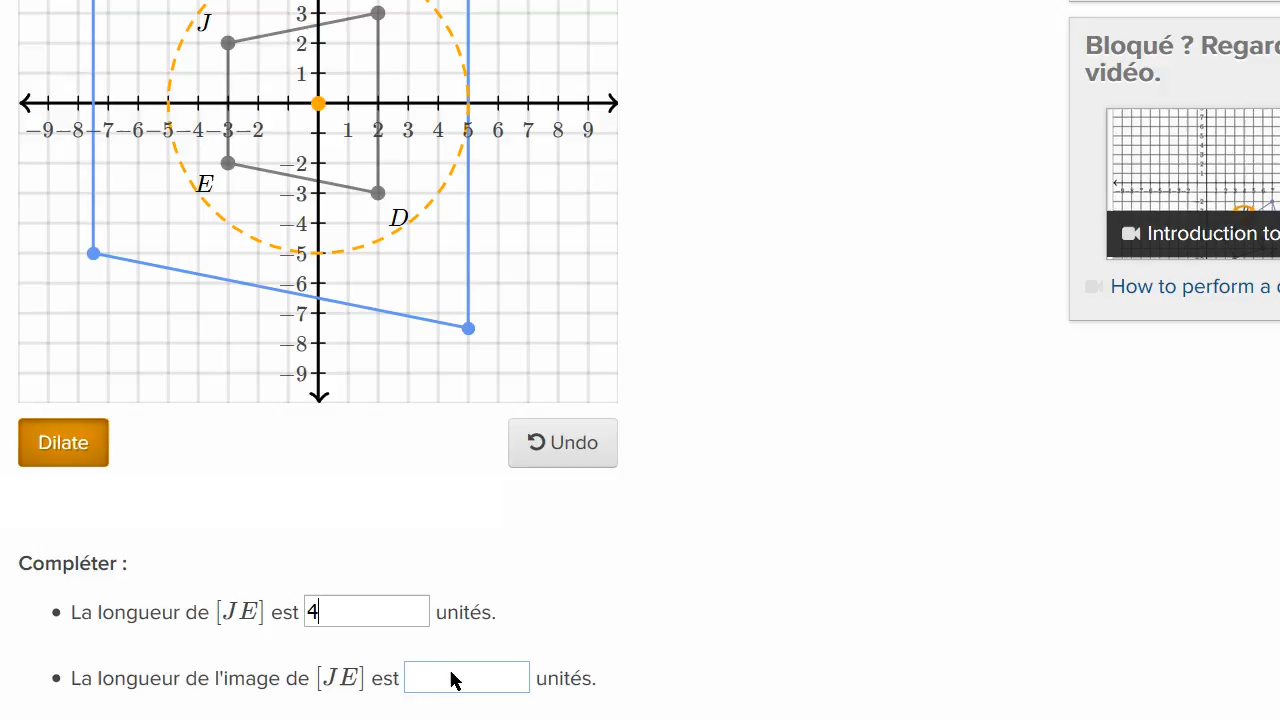 J
3
2
1
−9 −8 −7 −6 −5 −4 −3 −2 1 2 3 4 5 6 7 8 9
−2
E
−3
D
−4
−5
−6
−7
−8
−9
Dilate
Undo
Compléter :
• La longueur de [JE] est 4 unités.
• La longueur de l'image de [JE] est unités.
Bloqué ? Regard
vidéo.
Introduction to
How to perform a d